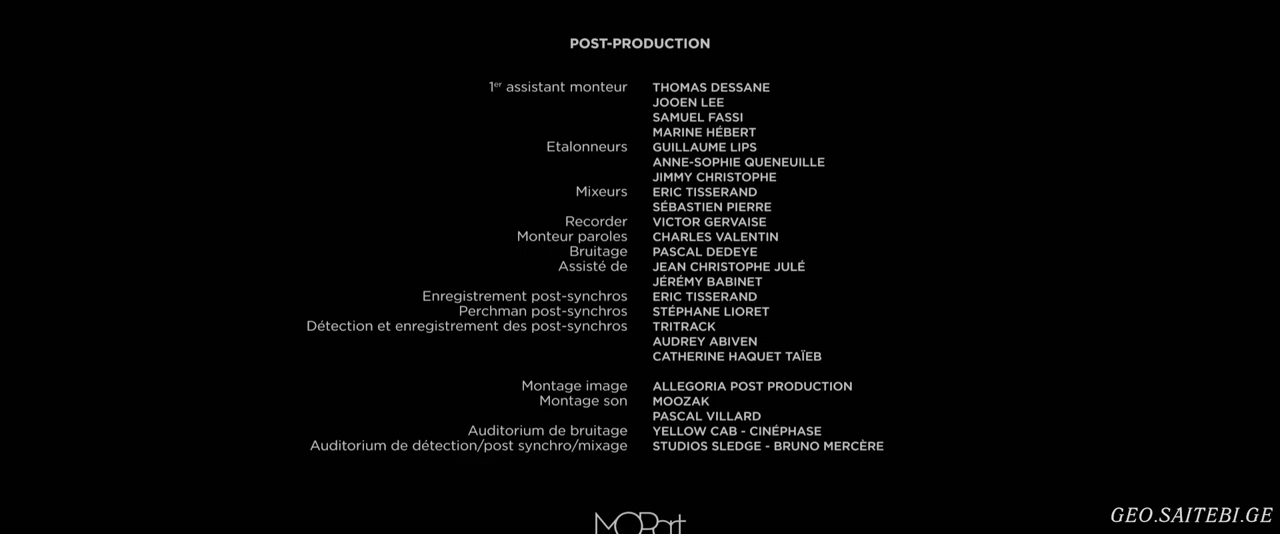 POST-PRODUCTION
1er assistant monteur THOMAS DESSANE
JOOEN LEE
SAMUEL FASSI
MARINE HÉBERT
Etalonneurs GUILLAUME LIPS
ANNE-SOPHIE QUENEUILLE
JIMMY CHRISTOPHE
Mixeurs ERIC TISSERAND
SÉBASTIEN PIERRE
Recorder VICTOR GERVAISE
Monteur paroles CHARLES VALENTIN
Bruitage PASCAL DEDEYE
Assisté de JEAN CHRISTOPHE JULÉ
JÉRÉMY BABINET
Enregistrement post-synchros ERIC TISSERAND
Perchman post-synchros STÉPHANE LIORET
Détection et enregistrement des post-synchros TRITRACK
AUDREY ABIVEN
CATHERINE HAQUET TAÏEB
Montage image ALLEGORIA POST PRODUCTION
Montage son MOOZAK
PASCAL VILLARD
Auditorium de bruitage YELLOW CAB - CINÉPHASE
Auditorium de détection/post synchro/mixage STUDIOS SLEDGE - BRUNO MERCÈRE
GEO.SAITEBI.GE